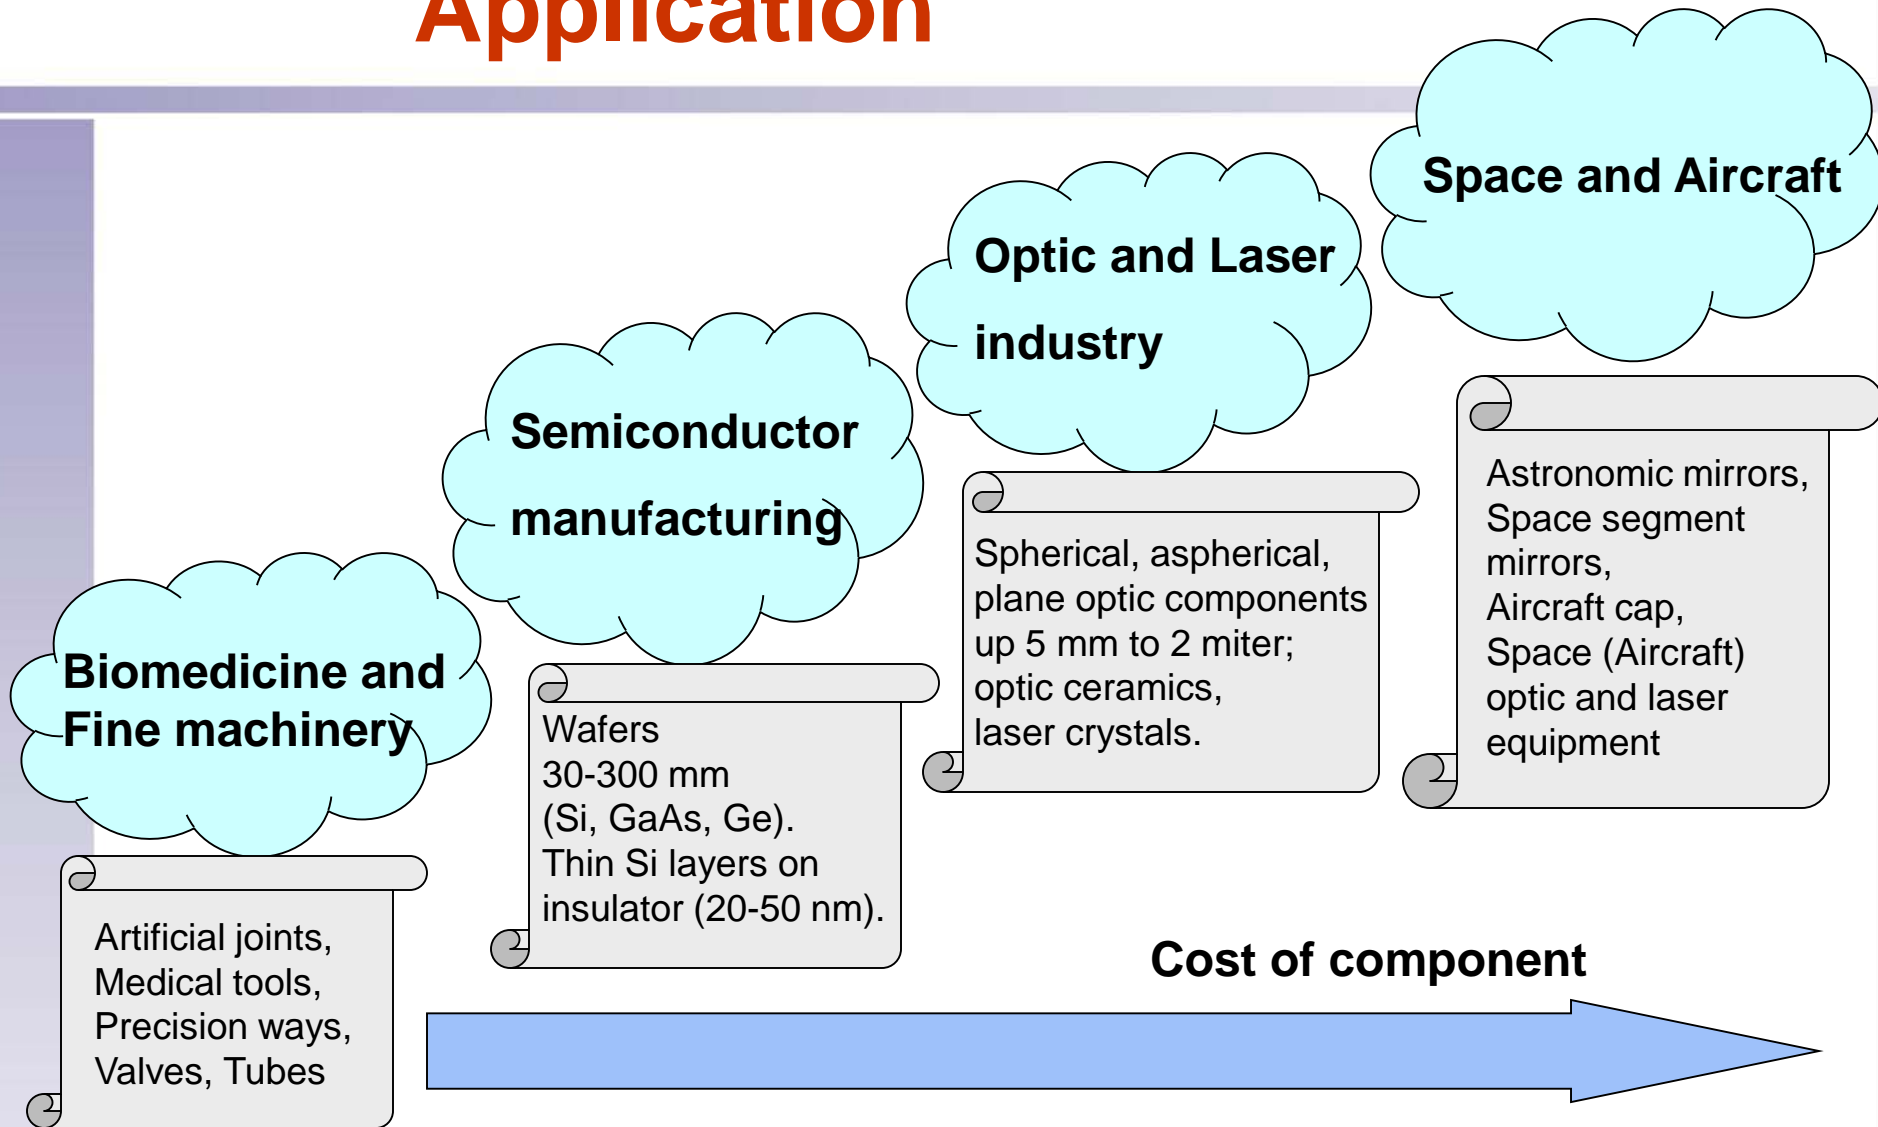 Application
Space and Aircraft
Optic and Laser
industry
Semiconductor
manufacturing
Biomedicine and
Fine machinery
Astronomic mirrors,
Space segment
mirrors,
Aircraft cap,
Space (Aircraft)
optic and laser
equipment
Spherical, aspherical,
plane optic components
up 5 mm to 2 miter;
optic ceramics,
laser crystals.
Wafers
30-300 mm
(Si, GaAs, Ge).
Thin Si layers on
insulator (20-50 nm).
Artificial joints,
Medical tools,
Precision ways,
Valves, Tubes
Cost of component